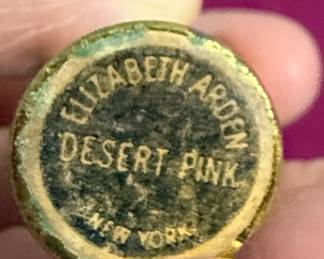 ELIZABETH ARDEN
DESERT PINK
NEW YORK